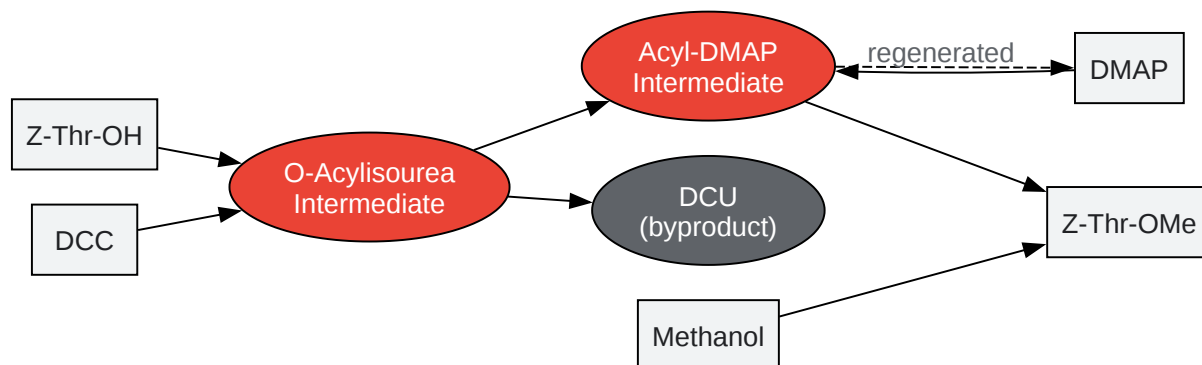 Z-Thr-OH
DCC
O-Acylisourea
Intermediate
Acyl-DMAP
Intermediate
regenerated
DMAP
DCU
(byproduct)
Methanol
Z-Thr-OMe